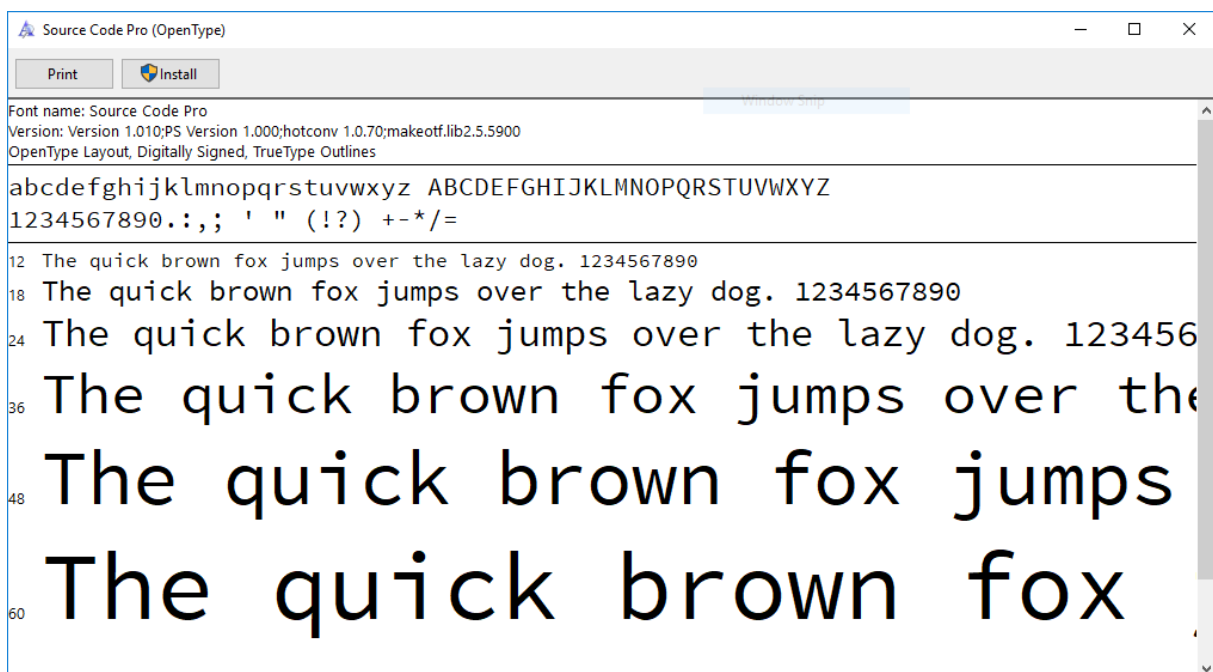 Source Code Pro (OpenType)
Print Install
Window Snip
Font name: Source Code Pro
Version: Version 1.010;PS Version 1.000;hotconv 1.0.70;makeotf.lib2.5.5900
OpenType Layout, Digitally Signed, TrueType Outlines
abcdefghijklmnopqrstuvwxyz ABCDEFGHIJKLMNOPQRSTUVWXYZ
1234567890.:,; ' " (!?) +-*/=
12 The quick brown fox jumps over the lazy dog. 1234567890
18 The quick brown fox jumps over the lazy dog. 1234567890
24 The quick brown fox jumps over the lazy dog. 123456
36 The quick brown fox jumps over the
48 The quick brown fox jumps
60 The quick brown fox